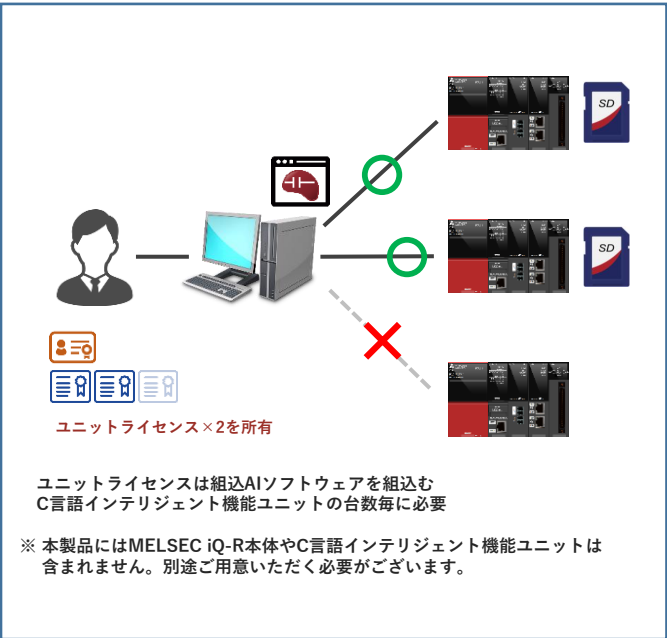 SD
SD
ユニットライセンス×2を所有
ユニットライセンスは組込AIソフトウェアを組込む
C言語インテリジェント機能ユニットの台数毎に必要
※ 本製品にはMELSEC iQ-R本体やC言語インテリジェント機能ユニットは
含まれません。別途ご用意いただく必要がございます。